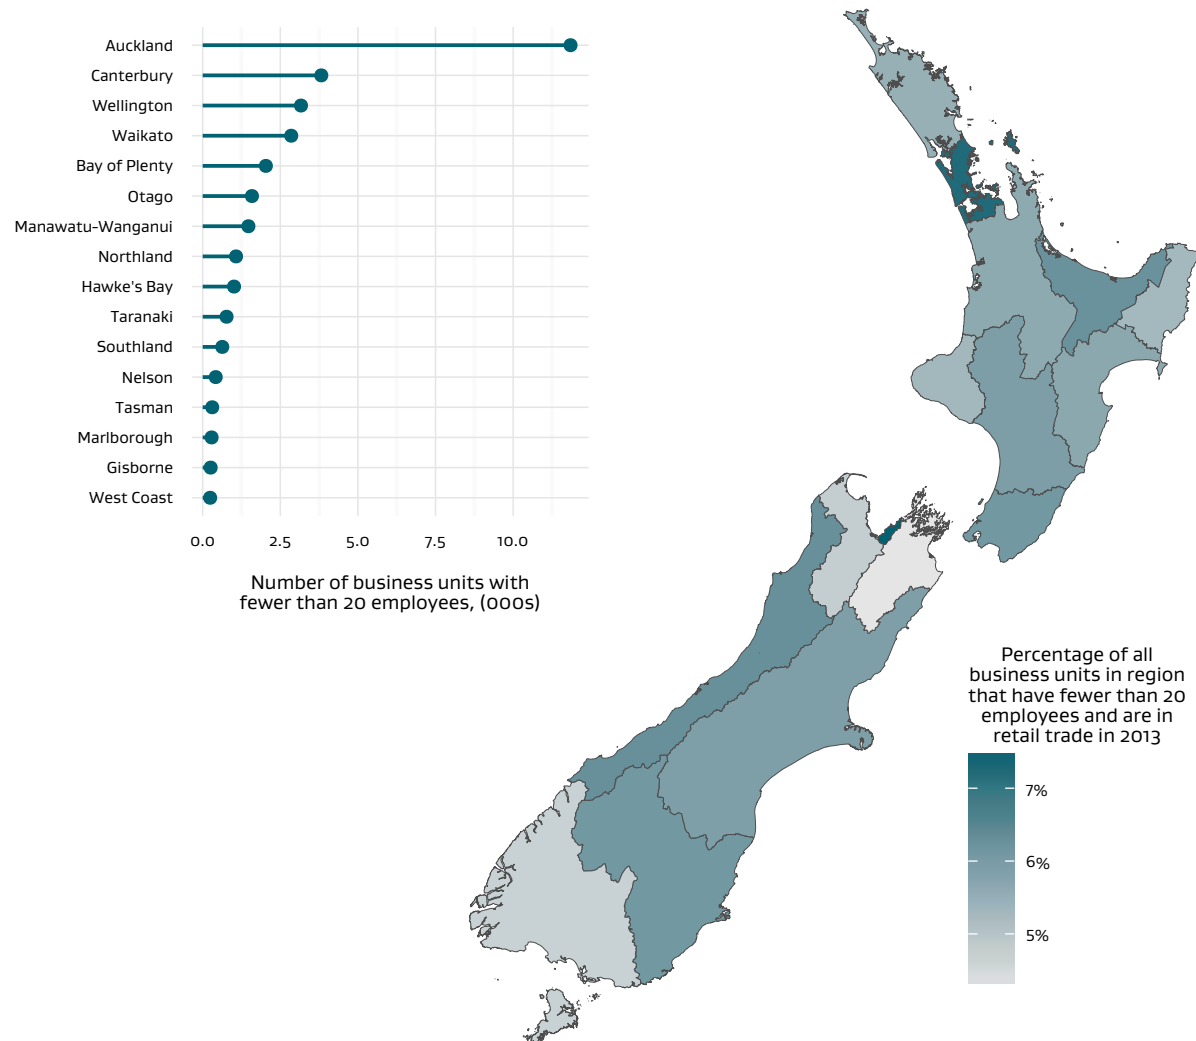 Auckland
Canterbury
Wellington
Waikato
Bay of Plenty
Otago
Manawatu-Wanganui
Northland
Hawke's Bay
Taranaki
Southland
Nelson
Tasman
Marlborough
Gisborne
West Coast
0.0 2.5 5.0 7.5 10.0
Number of business units with
fewer than 20 employees, (000s)
Percentage of all
business units in region
that have fewer than 20
employees and are in
retail trade in 2013
7%
6%
5%